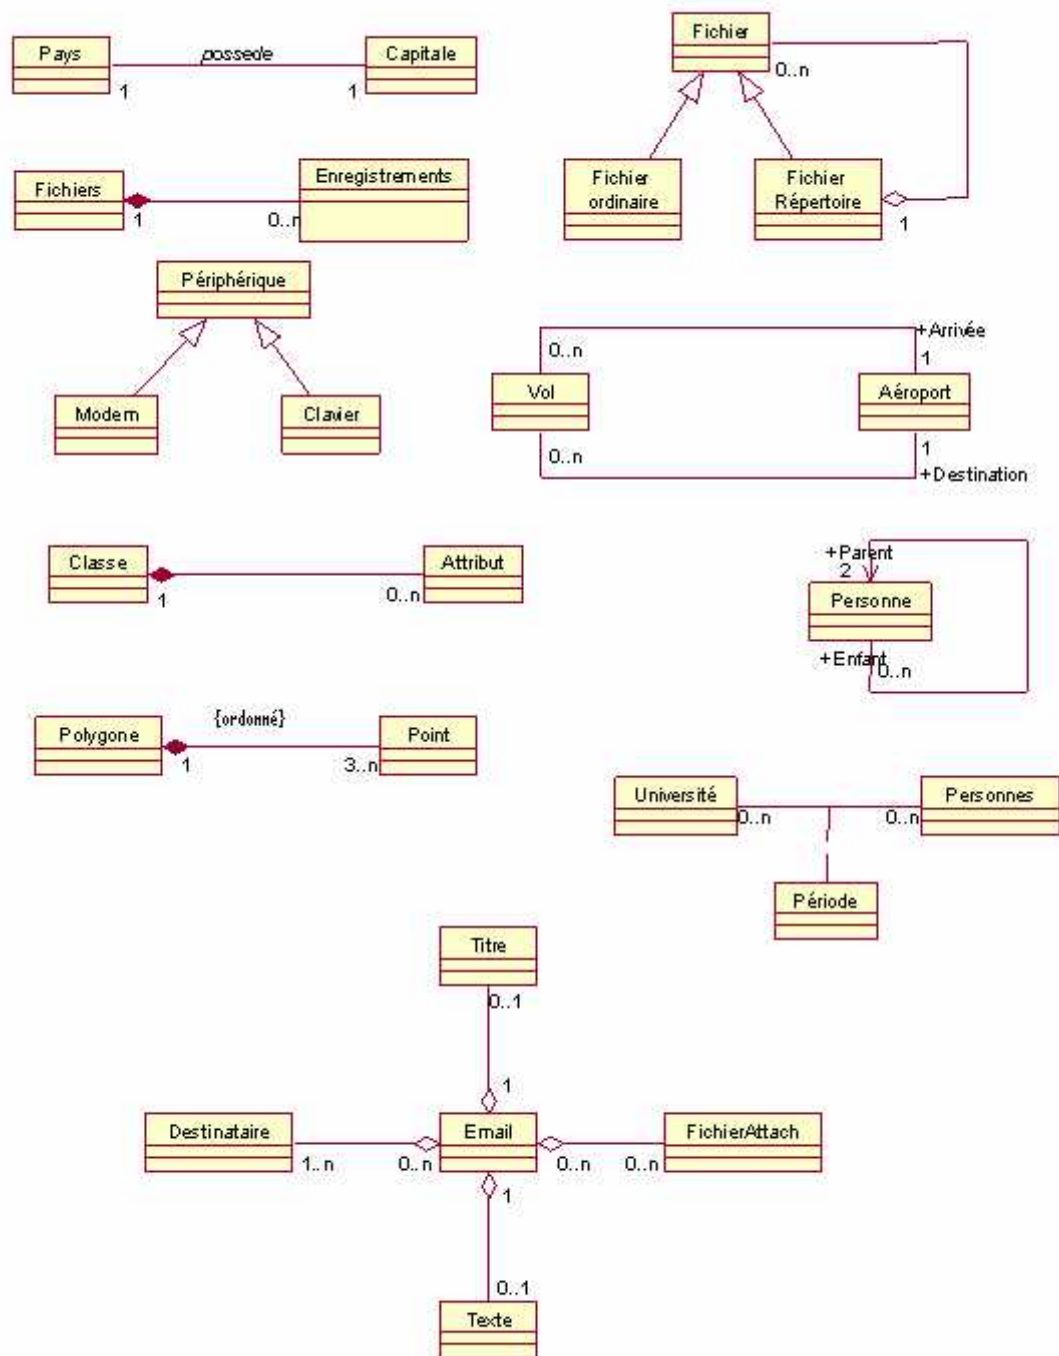 Pays
possede
Capitale
1
1
Fichier
0..n
Fichier
ordinaire
Fichier
Répertoire
1
Fichiers
1
0..n
Enregistrements
Périphérique
Modem
Clavier
+Arrivée
0..n
1
Vol
Aéroport
0..n
1
+Destination
Classe
1
0..n
Attribut
+Parent
2
Personne
+Enfant
0..n
{ordonné}
Polygone
1
3..n
Point
Université
0..n
0..n
Personnes
Période
Titre
0..1
1
Destinataire
1..n
0..n
Email
0..n
0..n
FichierAttach
1
0..1
Texte